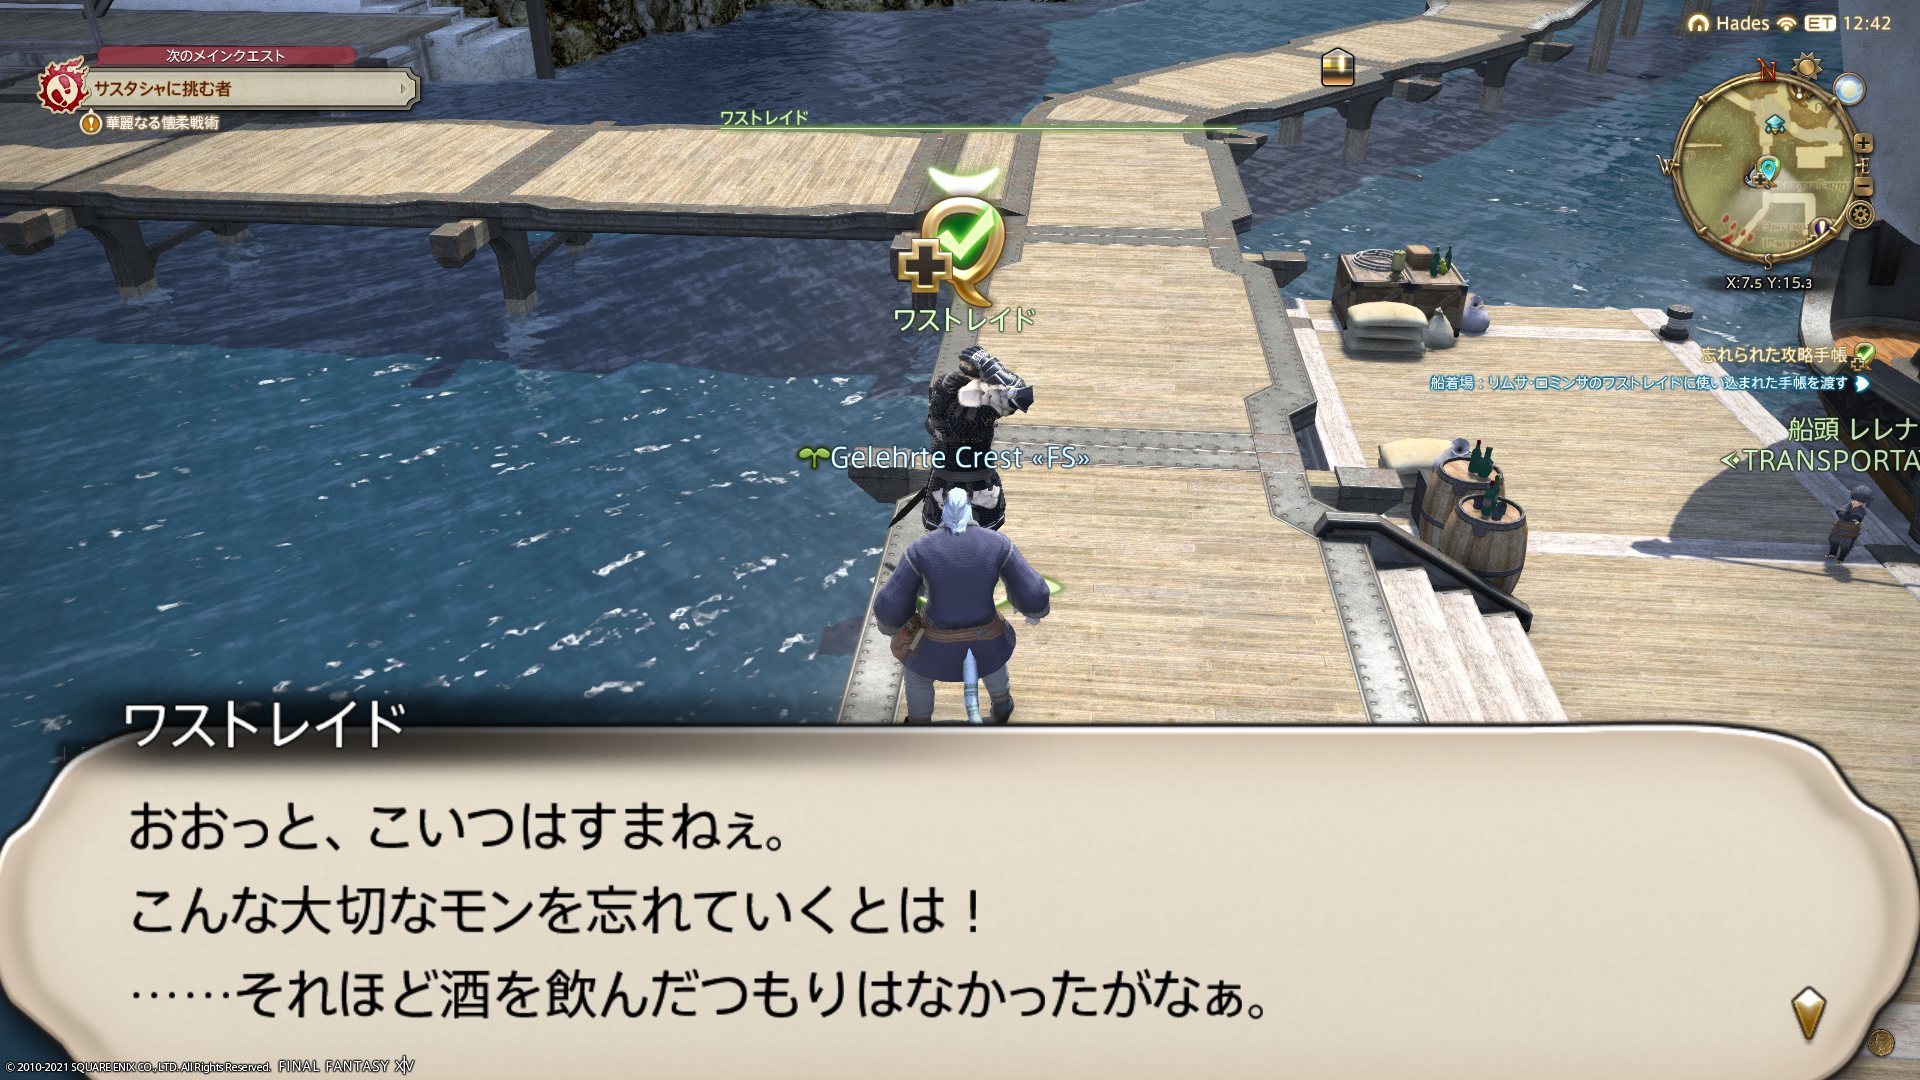 Hades ET 12:42
次のメインクエスト
サスタシャに挑む者
華麗なる懐柔戦術
ワストレイド
N
W
E
S
X:7.5 Y:15.3
ワストレイド
忘れられた攻略手帳
船着場：リムサ・ロミンサのワストレイドに使い込まれた手帳を渡す
船頭 レレナ
TRANSPORTA
Gelehrte Crest «FS»
ワストレイド
おおっと、こいつはすまねぇ。
こんな大切なモンを忘れていくとは！
……それほど酒を飲んだつもりはなかったがなぁ。
© 2010-2021 SQUARE ENIX CO., LTD. All Rights Reserved. FINAL FANTASY XIV